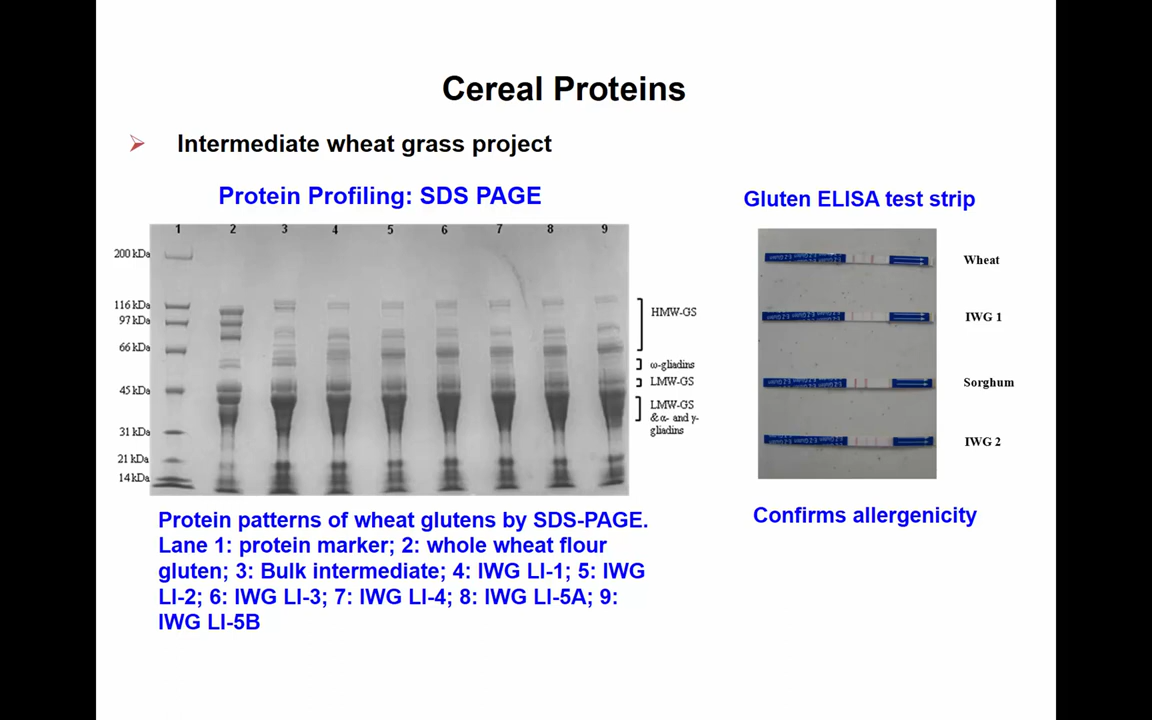 Cereal Proteins
Intermediate wheat grass project
Protein Profiling: SDS PAGE
1 2 3 4 5 6 7 8 9
200 kDa
116 kDa
97 kDa
66 kDa
45 kDa
31 kDa
21 kDa
14 kDa
HMW-GS
ω-gliadins
LMW-GS
LMW-GS
& α- and γ-
gliadins
Protein patterns of wheat glutens by SDS-PAGE.
Lane 1: protein marker; 2: whole wheat flour
gluten; 3: Bulk intermediate; 4: IWG LI-1; 5: IWG
LI-2; 6: IWG LI-3; 7: IWG LI-4; 8: IWG LI-5A; 9:
IWG LI-5B
Gluten ELISA test strip
Wheat
IWG 1
Sorghum
IWG 2
Confirms allergenicity